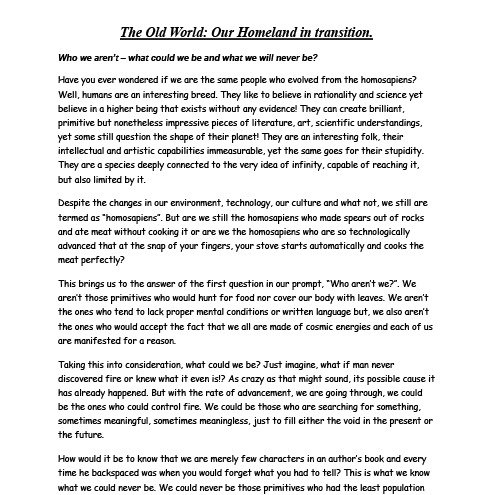 The Old World: Our Homeland in transition.
Who we aren't – what could we be and what we will never be?
Have you ever wondered if we are the same people who evolved from the homosapiens?
Well, humans are an interesting breed. They like to believe in rationality and science yet
believe in a higher being that exists without any evidence! They can create brilliant,
primitive but nonetheless impressive pieces of literature, art, scientific understandings,
yet some still question the shape of their planet! They are an interesting folk, their
intellectual and artistic capabilities immeasurable, yet the same goes for their stupidity.
They are a species deeply connected to the very idea of infinity, capable of reaching it,
but also limited by it.
Despite the changes in our environment, technology, our culture and what not, we still are
termed as "homosapiens". But are we still the homosapiens who made spears out of rocks
and ate meat without cooking it or are we the homosapiens who are so technologically
advanced that at the snap of your fingers, your stove starts automatically and cooks the
meat perfectly?
This brings us to the answer of the first question in our prompt, "Who aren't we?". We
aren't those primitives who would hunt for food nor cover our body with leaves. We aren't
the ones who tend to lack proper mental conditions or written language but, we also aren't
the ones who would accept the fact that we all are made of cosmic energies and each of us
are manifested for a reason.
Taking this into consideration, what could we be? Just imagine, what if man never
discovered fire or knew what it even is!? As crazy as that might sound, its possible cause it
has already happened. But with the rate of advancement, we are going through, we could
be the ones who could control fire. We could be those who are searching for something,
sometimes meaningful, sometimes meaningless, just to fill either the void in the present or
the future.
How would it be to know that we are merely few characters in an author's book and every
time he backspaced was when you would forget what you had to tell? This is what we know
what we could never be. We could never be those primitives who had the least population